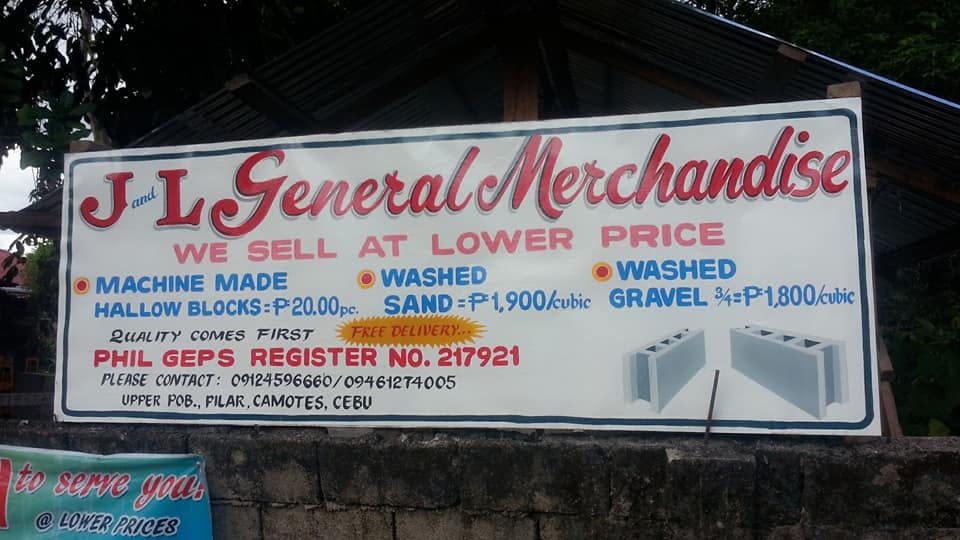 J and L General Merchandise
WE SELL AT LOWER PRICE
MACHINE MADE
HALLOW BLOCKS=₱20.00pc.
WASHED
SAND=₱1,900/cubic
WASHED
GRAVEL 3/4=₱1,800/cubic
QUALITY COMES FIRST
FREE DELIVERY...
PHIL GEPS REGISTER NO. 217921
PLEASE CONTACT: 09124596660/09461274005
UPPER POB., PILAR, CAMOTES, CEBU
to serve you!
@ LOWER PRICES